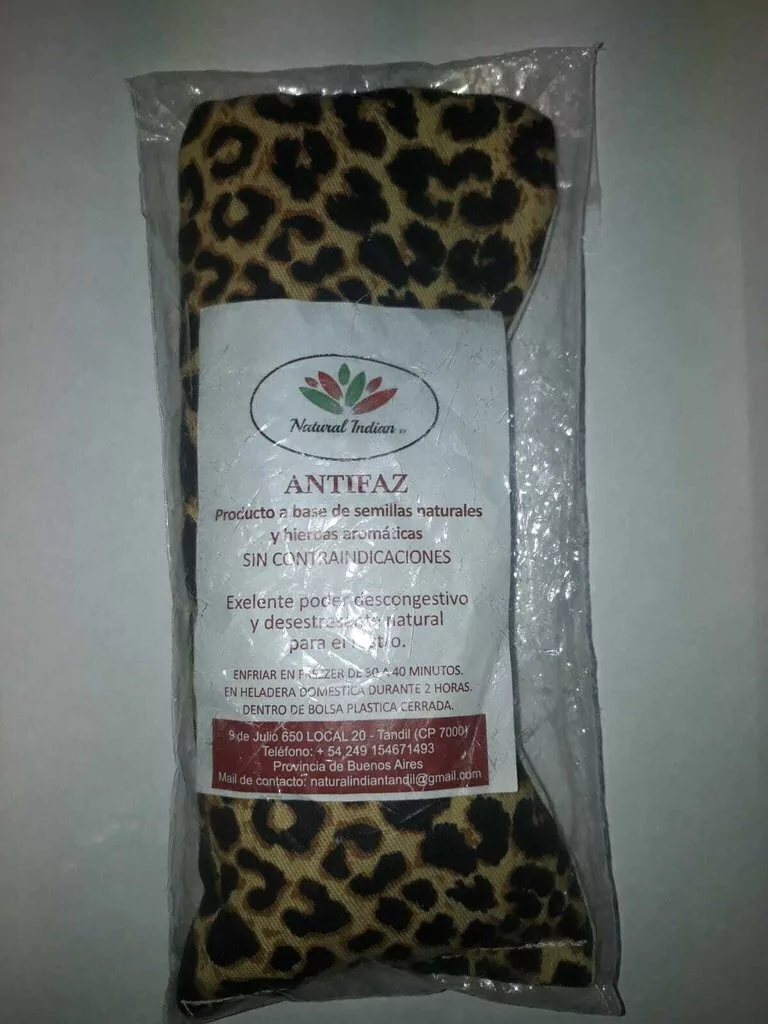 Natural Indian
ANTIFAZ
Producto a base de semillas naturales
y hierbas aromáticas
SIN CONTRAINDICACIONES
Exelente poder descongestivo
y desestresante natural
para el rostro.
ENFRIAR EN FREZZER DE 30 A 40 MINUTOS.
EN HELADERA DOMESTICA DURANTE 2 HORAS.
DENTRO DE BOLSA PLASTICA CERRADA.
9 de Julio 650 LOCAL 20 - Tandil (CP 7000)
Teléfono: + 54 249 154671493
Provincia de Buenos Aires
Mail de contacto: naturalindiantandil@gmail.com